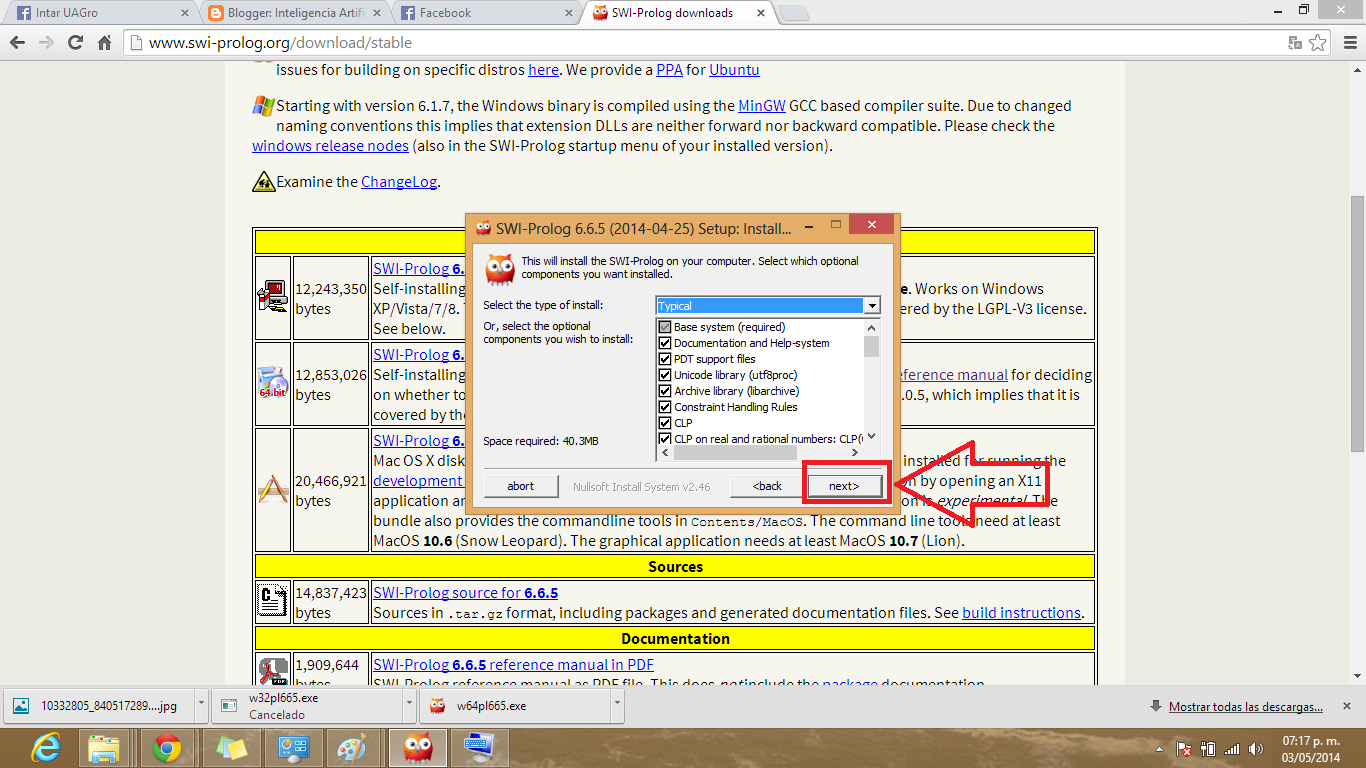 Intar UAGro
Blogger: Inteligencia Artifi
Facebook
SWI-Prolog downloads
www.swi-prolog.org/download/stable
issues for building on specific distros here. We provide a PPA for Ubuntu
Starting with version 6.1.7, the Windows binary is compiled using the MinGW GCC based compiler suite. Due to changed
naming conventions this implies that extension DLLs are neither forward nor backward compatible. Please check the
windows release nodes (also in the SWI-Prolog startup menu of your installed version).
Examine the ChangeLog.
12,243,350
bytes
SWI-Prolog 6.
Self-installing
. Works on Windows
XP/Vista/7/8.
ered by the LGPL-V3 license.
See below.
64 bit
12,853,026
bytes
SWI-Prolog 6.
Self-installing
eference manual for deciding
on whether to
.0.5, which implies that it is
covered by the
20,466,921
bytes
SWI-Prolog 6.
Mac OS X disk
installed for running the
development
on by opening an X11
application an
on is experimental. The
bundle also provides the commandline tools in Contents/MacOS. The command line tools need at least
MacOS 10.6 (Snow Leopard). The graphical application needs at least MacOS 10.7 (Lion).
Sources
14,837,423
bytes
SWI-Prolog source for 6.6.5
Sources in .tar.gz format, including packages and generated documentation files. See build instructions.
Documentation
1,909,644
bytes
SWI-Prolog 6.6.5 reference manual in PDF
SWI-Prolog reference manual as PDF file. This does not include the package documentation.
SWI-Prolog 6.6.5 (2014-04-25) Setup: Install...
This will install the SWI-Prolog on your computer. Select which optional
components you want installed.
Select the type of install:
Typical
Or, select the optional
components you wish to install:
Base system (required)
Documentation and Help-system
PDT support files
Unicode library (utf8proc)
Archive library (libarchive)
Constraint Handling Rules
CLP
CLP on real and rational numbers: CLP(
Space required: 40.3MB
abort
Nullsoft Install System v2.46
<back
next>
10332805_840517289....jpg
w32pl665.exe
Cancelado
w64pl665.exe
Mostrar todas las descargas...
07:17 p. m.
03/05/2014